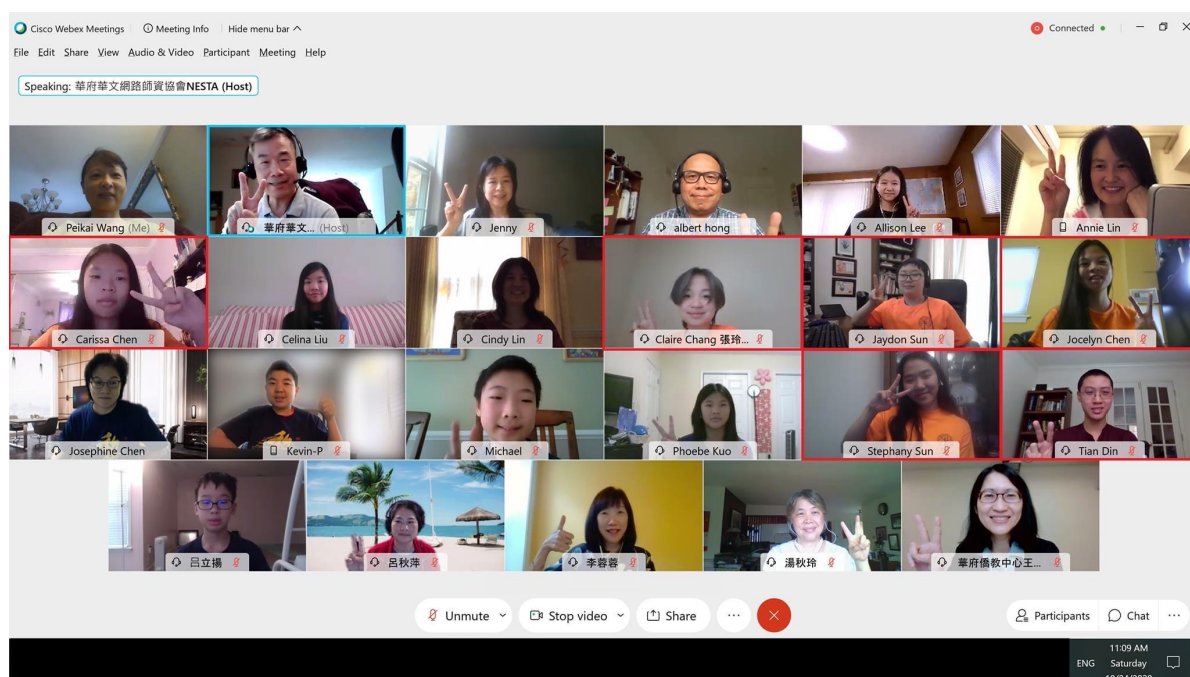 Cisco Webex Meetings Meeting Info Hide menu bar Connected
File Edit Share View Audio & Video Participant Meeting Help
Speaking: 華府華文網路師資協會NESTA (Host)
Peikai Wang (Me) 華府華文... (Host) Jenny albert hong Allison Lee Annie Lin
Carissa Chen Celina Liu Cindy Lin Claire Chang 張玲... Jaydon Sun Jocelyn Chen
Josephine Chen Kevin-P Michael Phoebe Kuo Stephany Sun Tian Din
呂立揚 呂秋萍 李蓉蓉 湯秋玲 華府僑教中心王...
Unmute Stop video Share ... Participants Chat ...
11:09 AM
ENG Saturday